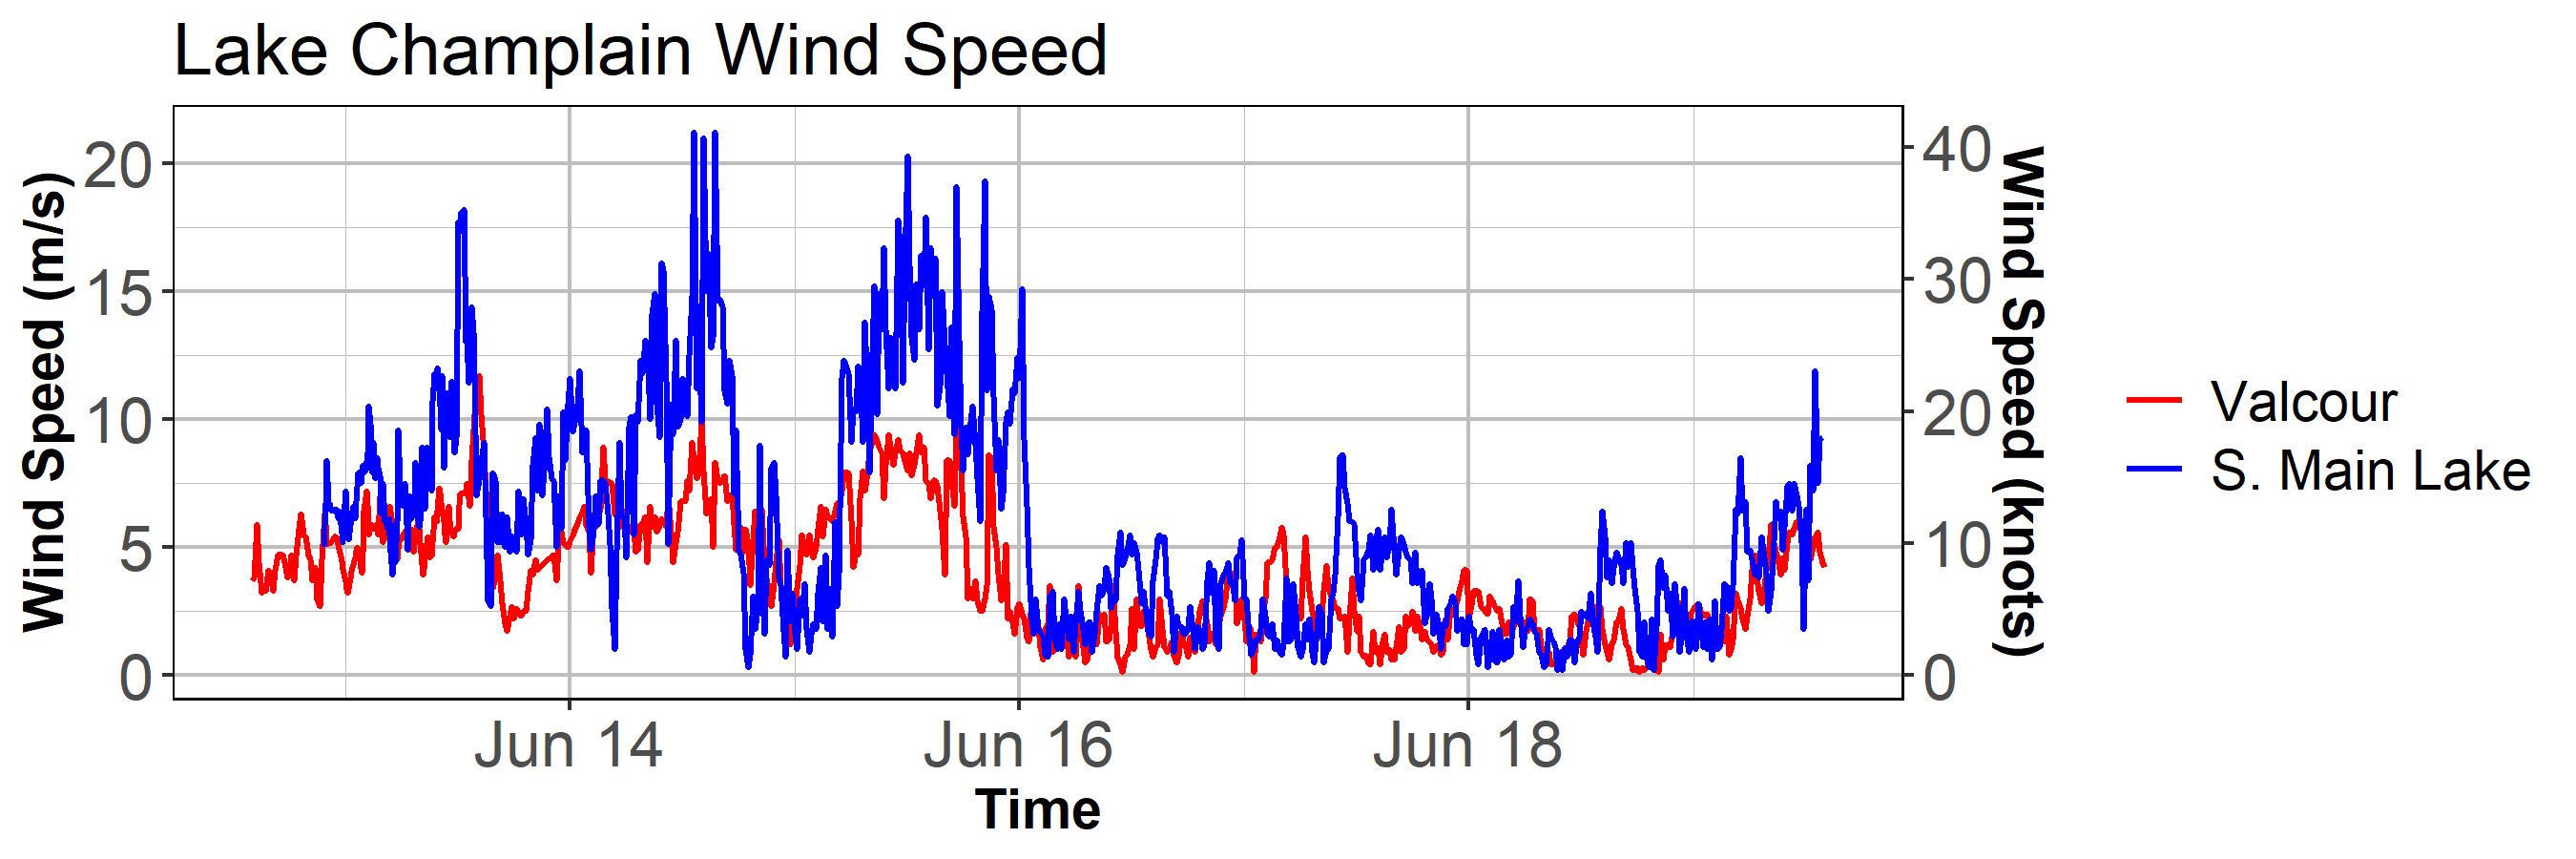 Lake Champlain Wind Speed
Wind Speed (m/s)
20
15
10
5
0
40
30
20
10
0
Wind Speed (knots)
Jun 14
Jun 16
Jun 18
Time
Valcour
S. Main Lake